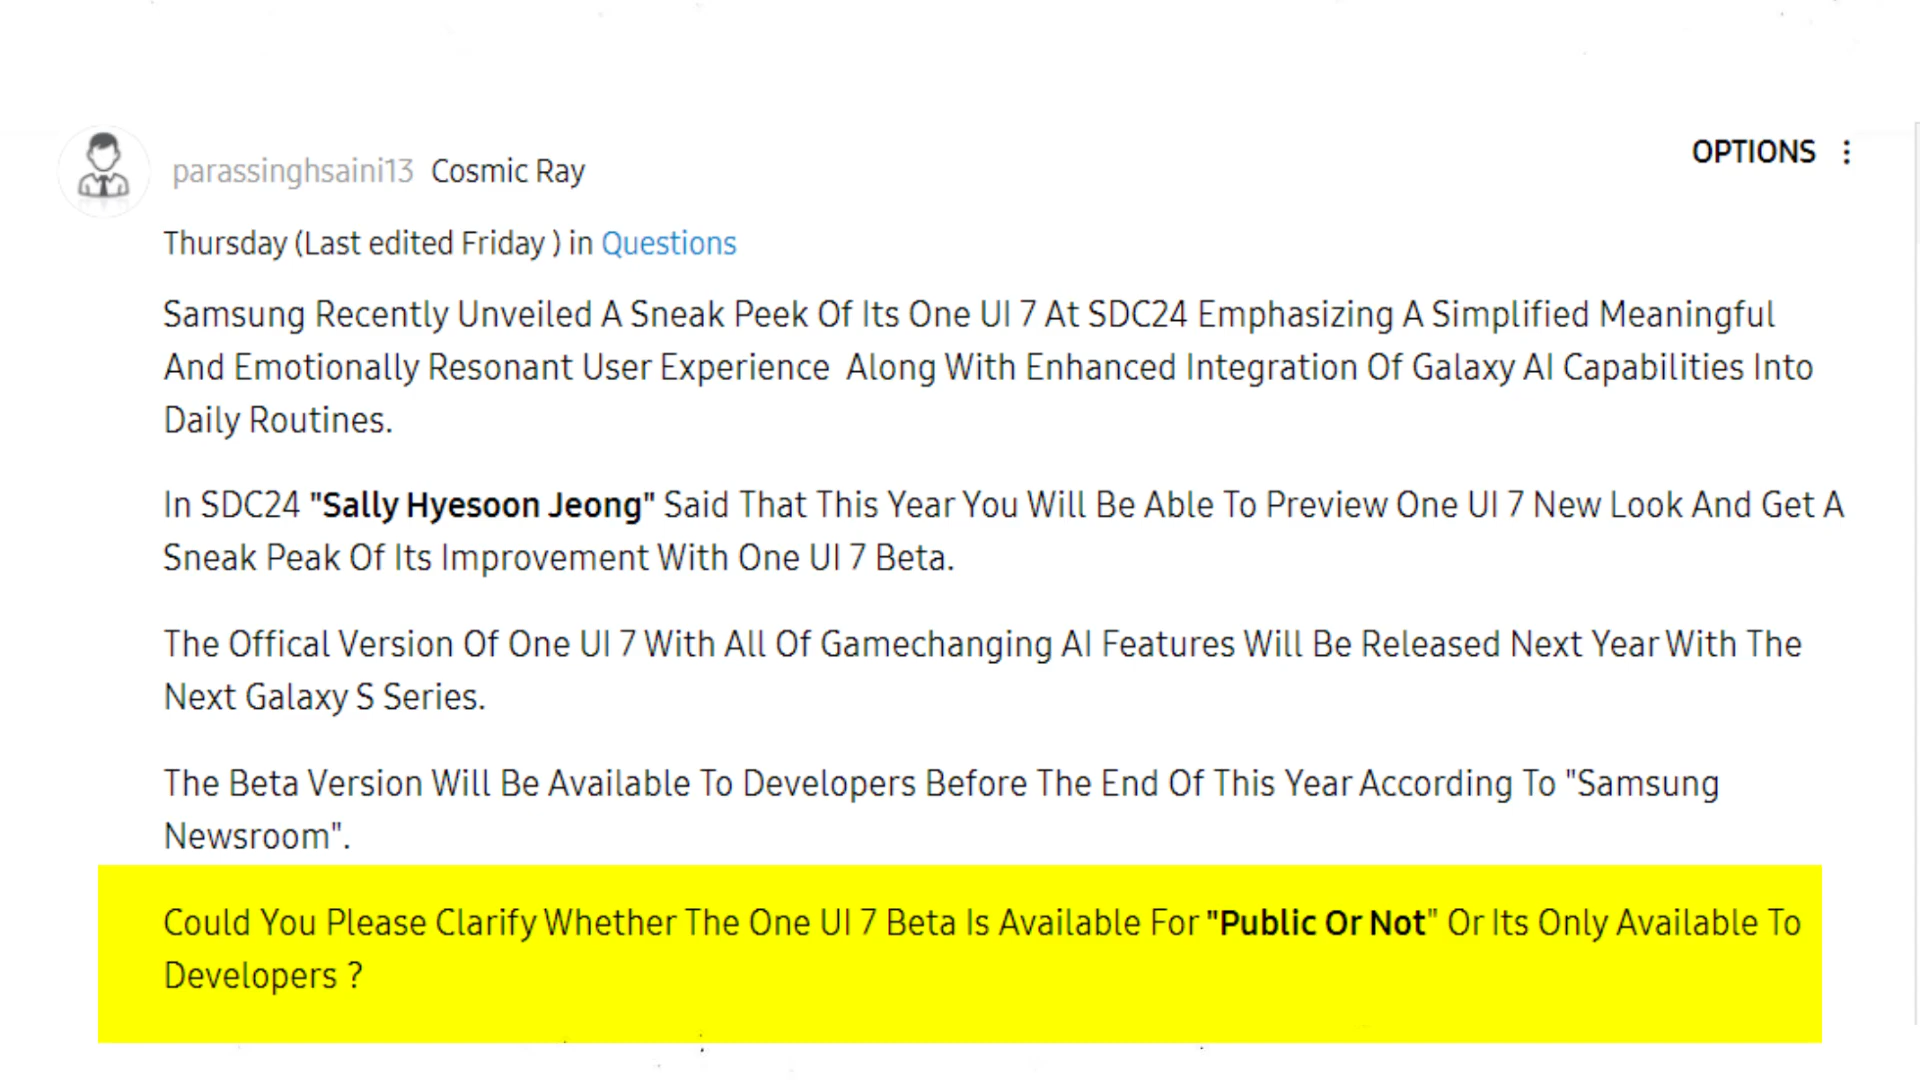 parassinghsaini13 Cosmic Ray
OPTIONS
Thursday (Last edited Friday ) in Questions
Samsung Recently Unveiled A Sneak Peek Of Its One UI 7 At SDC24 Emphasizing A Simplified Meaningful
And Emotionally Resonant User Experience Along With Enhanced Integration Of Galaxy AI Capabilities Into
Daily Routines.
In SDC24 "Sally Hyesoon Jeong" Said That This Year You Will Be Able To Preview One UI 7 New Look And Get A
Sneak Peak Of Its Improvement With One UI 7 Beta.
The Offical Version Of One UI 7 With All Of Gamechanging AI Features Will Be Released Next Year With The
Next Galaxy S Series.
The Beta Version Will Be Available To Developers Before The End Of This Year According To "Samsung
Newsroom".
Could You Please Clarify Whether The One UI 7 Beta Is Available For "Public Or Not" Or Its Only Available To
Developers ?